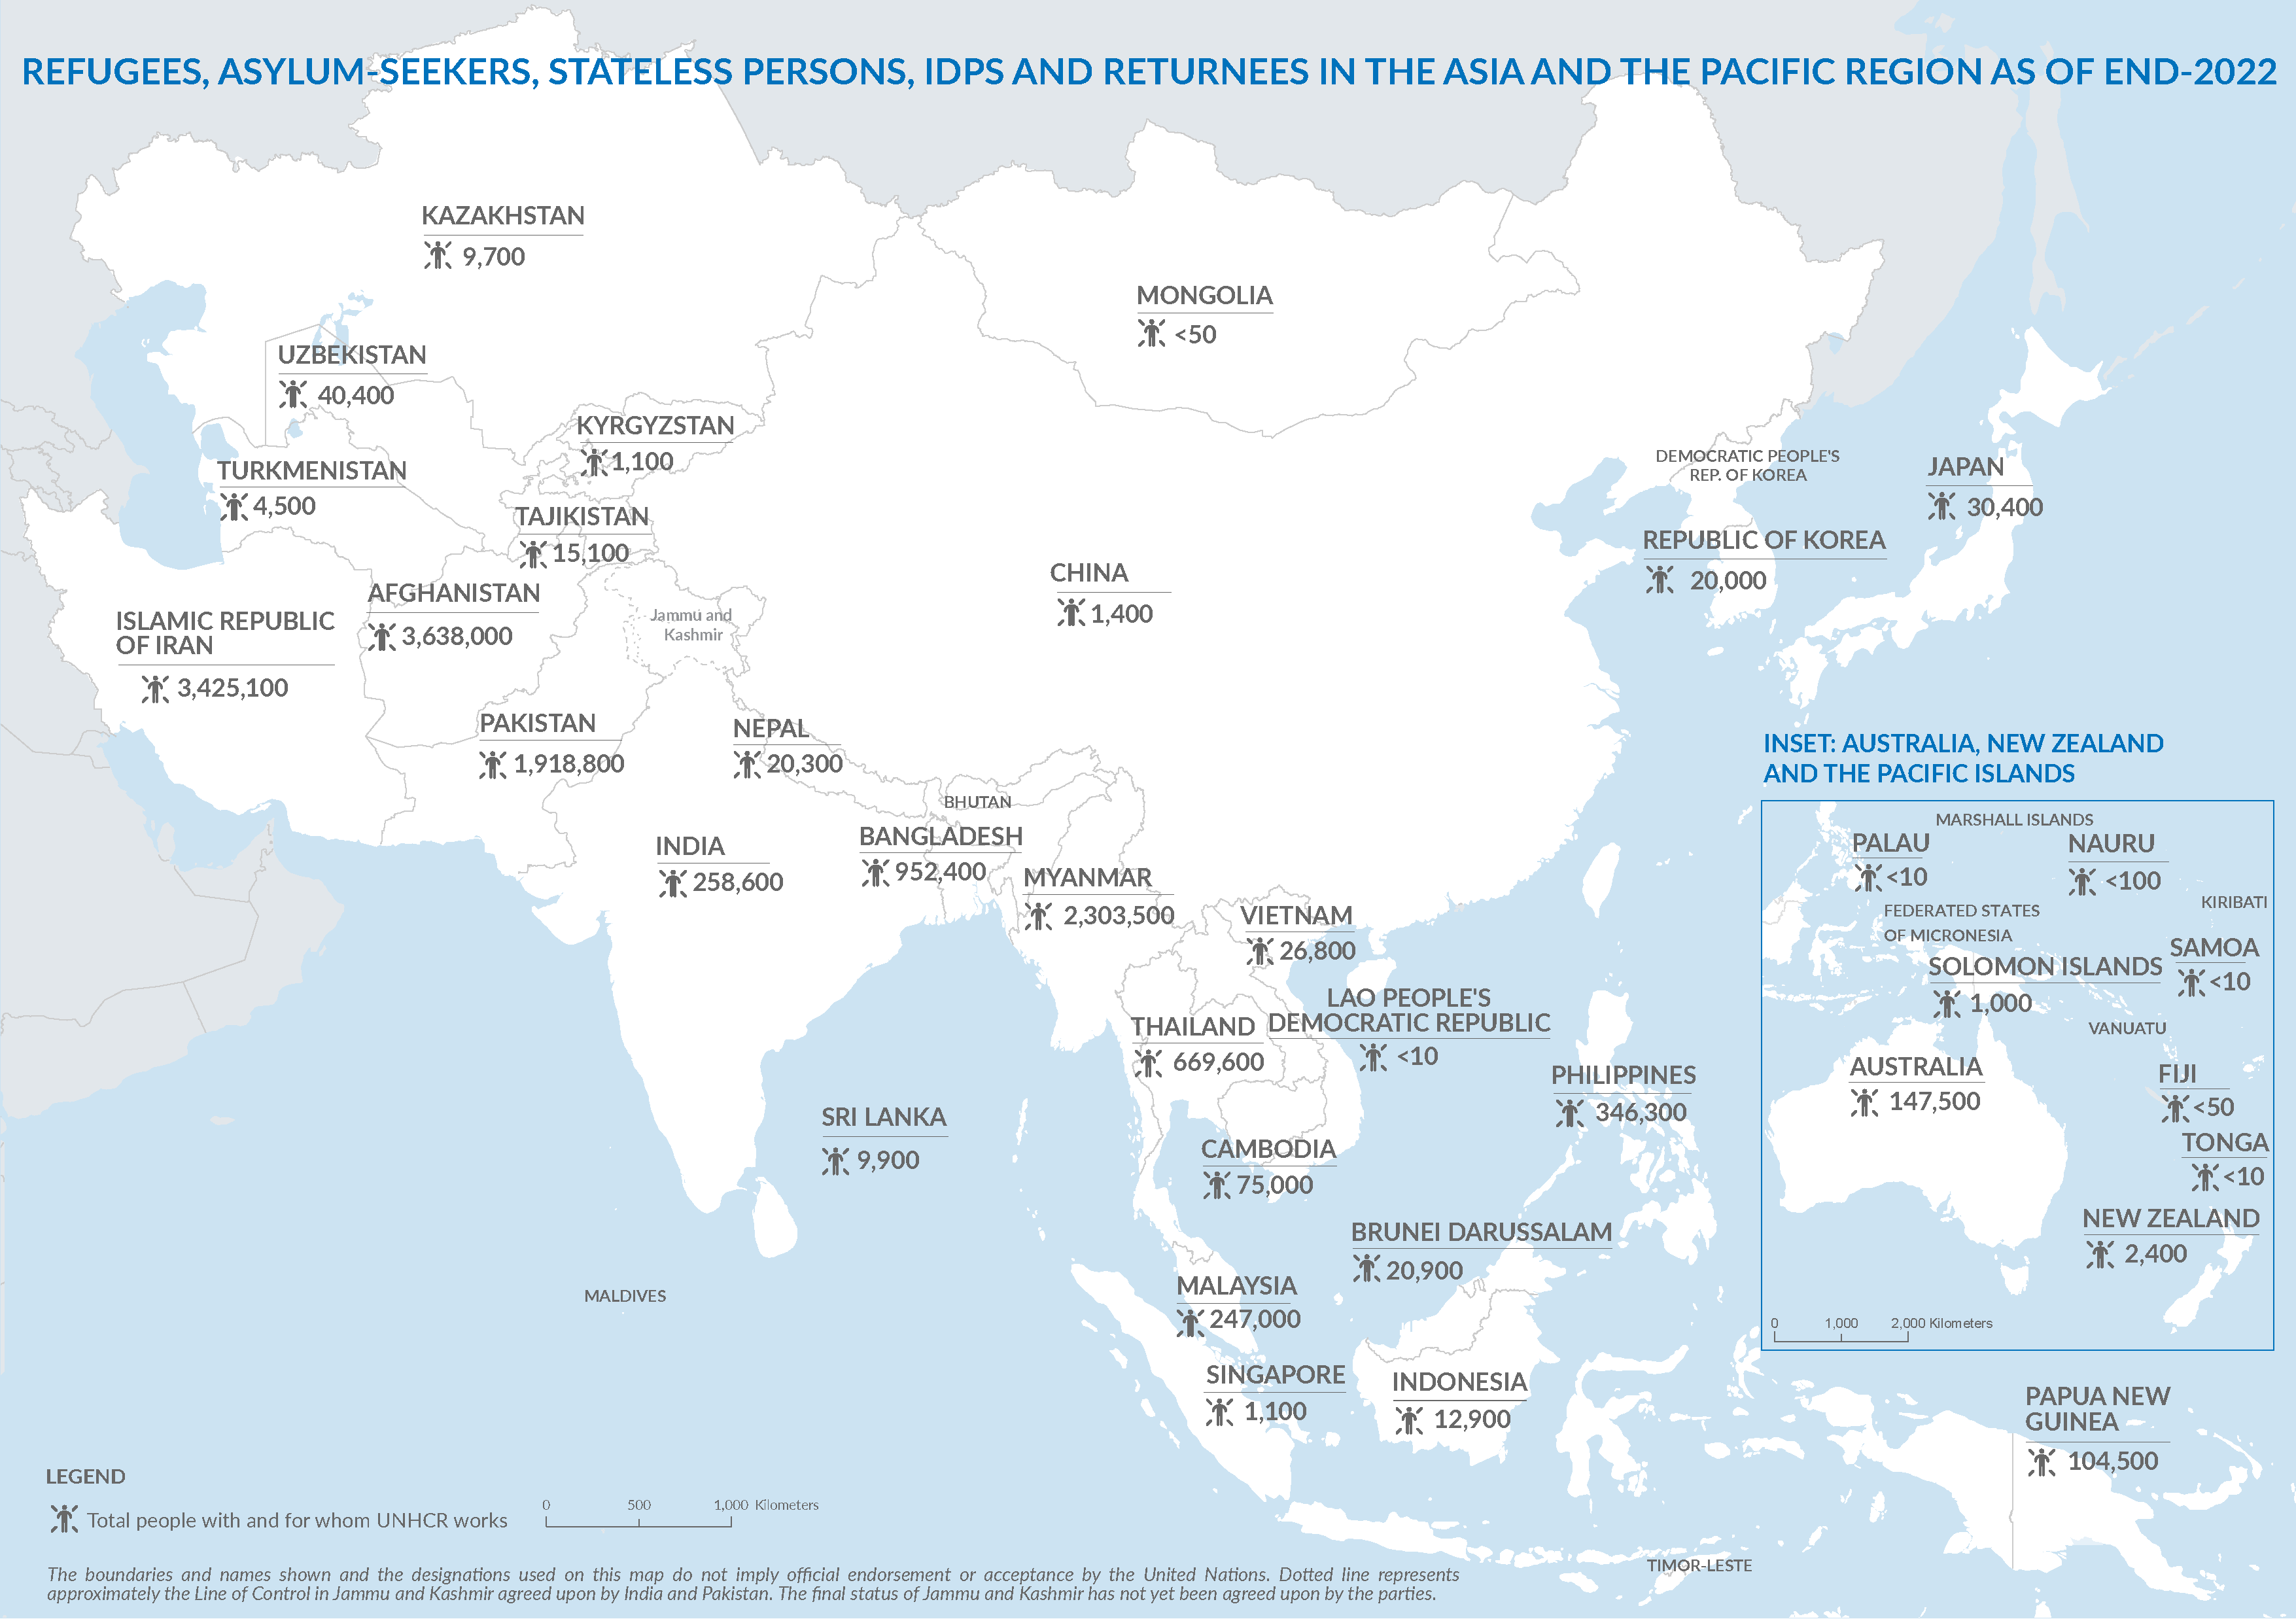 REFUGEES, ASYLUM-SEEKERS, STATELESS PERSONS, IDPS AND RETURNEES IN THE ASIA AND THE PACIFIC REGION AS OF END-2022
KAZAKHSTAN
9,700
MONGOLIA
<50
UZBEKISTAN
40,400
KYRGYZSTAN
1,100
TURKMENISTAN
4,500
TAJIKISTAN
15,100
DEMOCRATIC PEOPLE'S
REP. OF KOREA
JAPAN
30,400
REPUBLIC OF KOREA
20,000
CHINA
1,400
AFGHANISTAN
3,638,000
Jammu and
Kashmir
ISLAMIC REPUBLIC
OF IRAN
3,425,100
PAKISTAN
1,918,800
NEPAL
20,300
BHUTAN
INDIA
258,600
BANGLADESH
952,400
MYANMAR
2,303,500
VIETNAM
26,800
LAO PEOPLE'S
DEMOCRATIC REPUBLIC
<10
THAILAND
669,600
PHILIPPINES
346,300
SRI LANKA
9,900
CAMBODIA
75,000
BRUNEI DARUSSALAM
20,900
MALDIVES
MALAYSIA
247,000
SINGAPORE
1,100
INDONESIA
12,900
INSET: AUSTRALIA, NEW ZEALAND
AND THE PACIFIC ISLANDS
MARSHALL ISLANDS
PALAU
<10
NAURU
<100
KIRIBATI
FEDERATED STATES
OF MICRONESIA
SAMOA
<10
SOLOMON ISLANDS
1,000
VANUATU
AUSTRALIA
147,500
FIJI
<50
TONGA
<10
NEW ZEALAND
2,400
0 1,000 2,000 Kilometers
PAPUA NEW
GUINEA
104,500
TIMOR-LESTE
LEGEND
Total people with and for whom UNHCR works
0 500 1,000 Kilometers
The boundaries and names shown and the designations used on this map do not imply official endorsement or acceptance by the United Nations. Dotted line represents
approximately the Line of Control in Jammu and Kashmir agreed upon by India and Pakistan. The final status of Jammu and Kashmir has not yet been agreed upon by the parties.